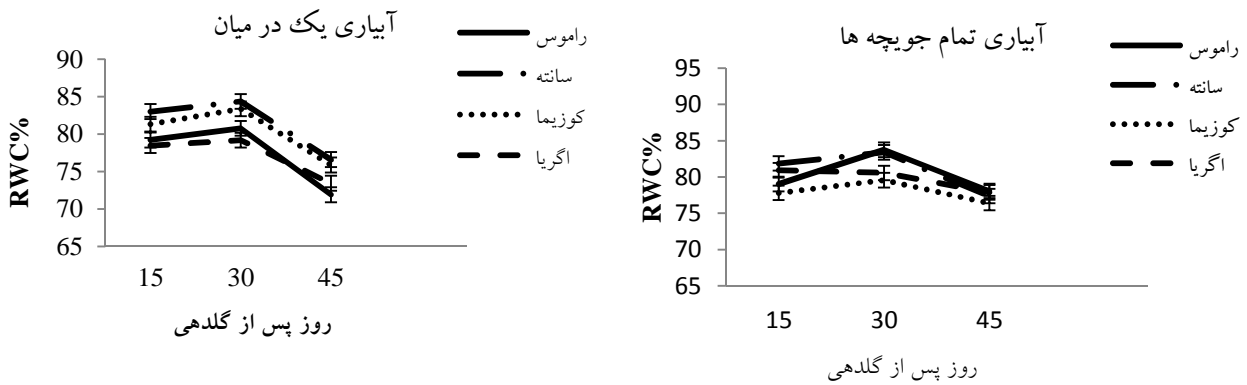 آبیاری یک در میان
RWC%
90
85
80
75
70
65
15 30 45
روز پس از گلدهی
راموس
سانته
کوزیما
اگریا
آبیاری تمام جویچه ها
RWC%
95
90
85
80
75
70
65
15 30 45
روز پس از گلدهی
راموس
سانته
کوزیما
اگریا